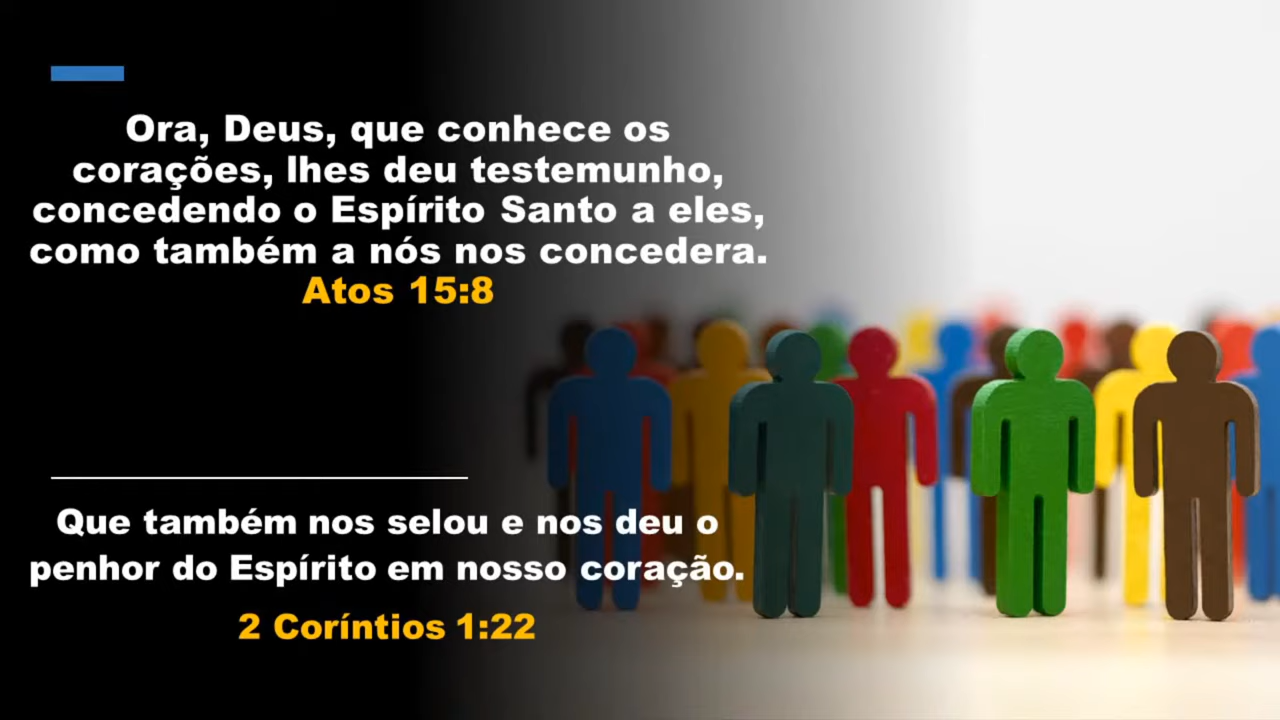 Ora, Deus, que conhece os
corações, lhes deu testemunho,
concedendo o Espírito Santo a eles,
como também a nós nos concedera.
Atos 15:8
Que também nos selou e nos deu o
penhor do Espírito em nosso coração.
2 Coríntios 1:22